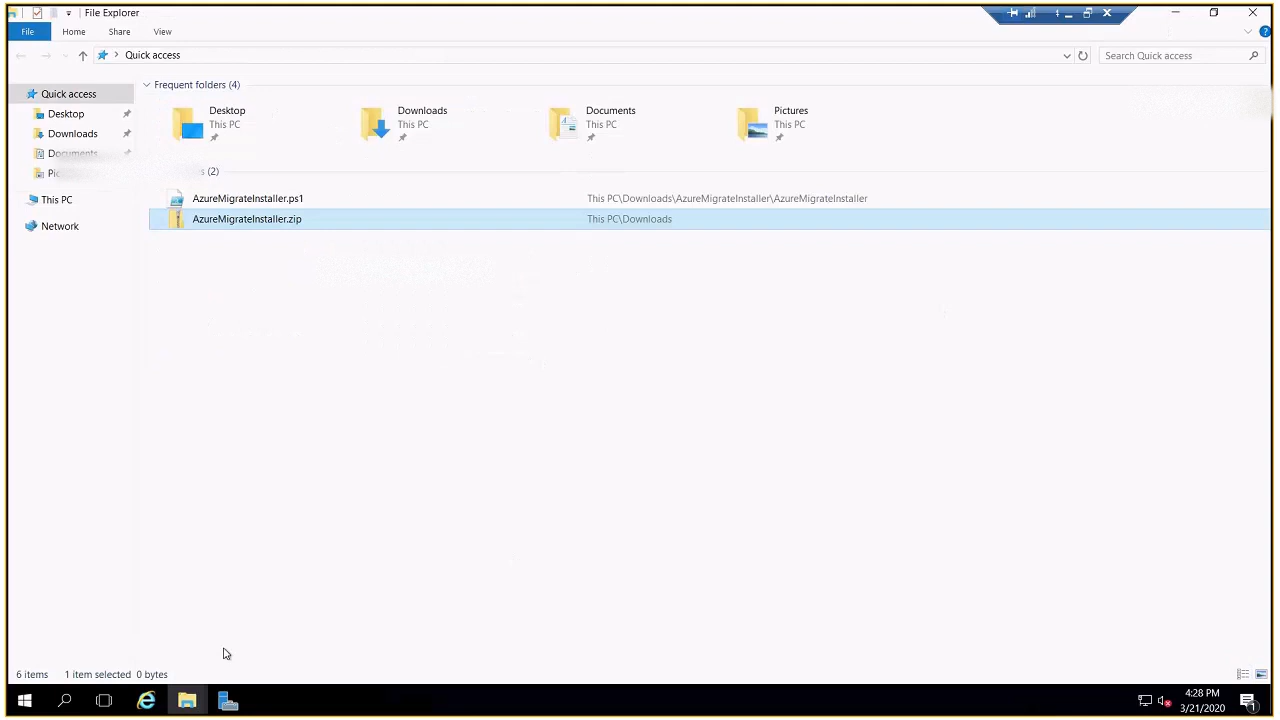 File Explorer
File Home Share View
Quick access Search Quick access
Quick access
Desktop
Downloads
Documents
This PC
Network
Frequent folders (4)
Desktop
This PC
Downloads
This PC
Documents
This PC
Pictures
This PC
(2)
AzureMigrateInstaller.ps1 This PC\Downloads\AzureMigrateInstaller\AzureMigrateInstaller
AzureMigrateInstaller.zip This PC\Downloads
6 items 1 item selected 0 bytes
4:28 PM
3/21/2020
1